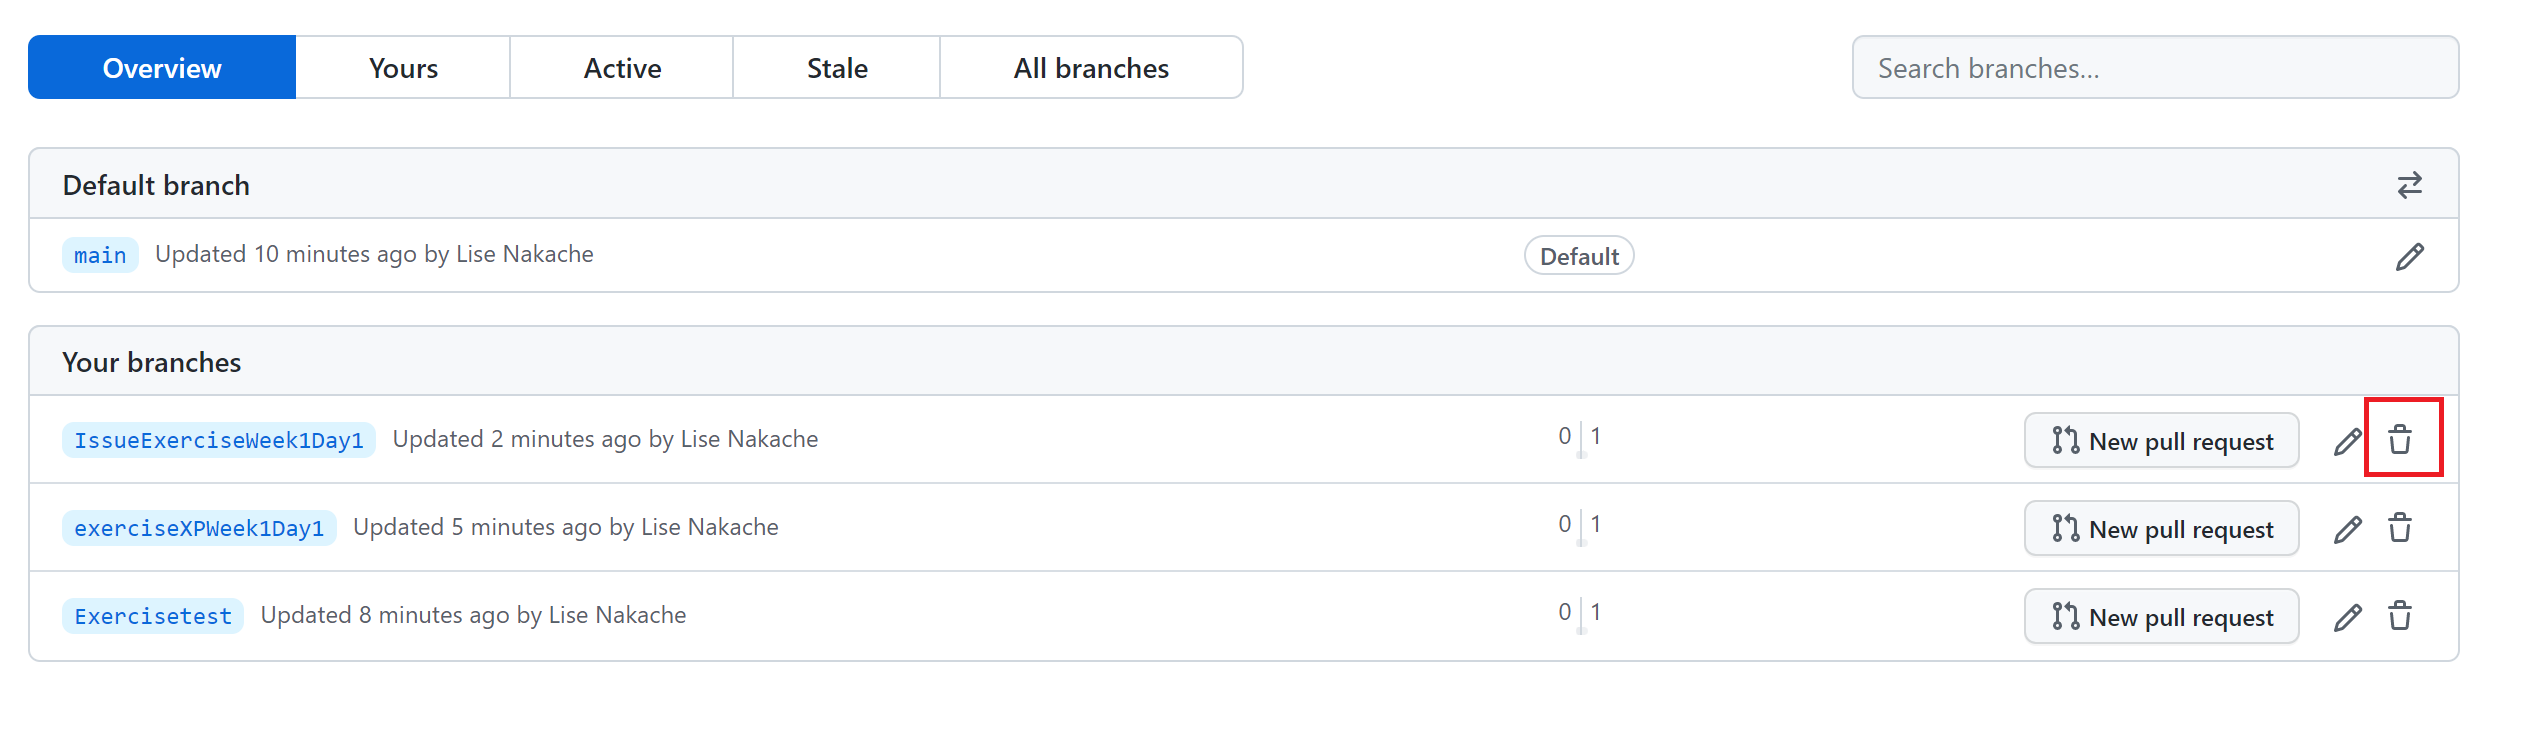 Overview Yours Active Stale All branches Search branches...
Default branch
main Updated 10 minutes ago by Lise Nakache Default
Your branches
IssueExerciseWeek1Day1 Updated 2 minutes ago by Lise Nakache 0 1 New pull request
exerciseXPWeek1Day1 Updated 5 minutes ago by Lise Nakache 0 1 New pull request
Exercisetest Updated 8 minutes ago by Lise Nakache 0 1 New pull request